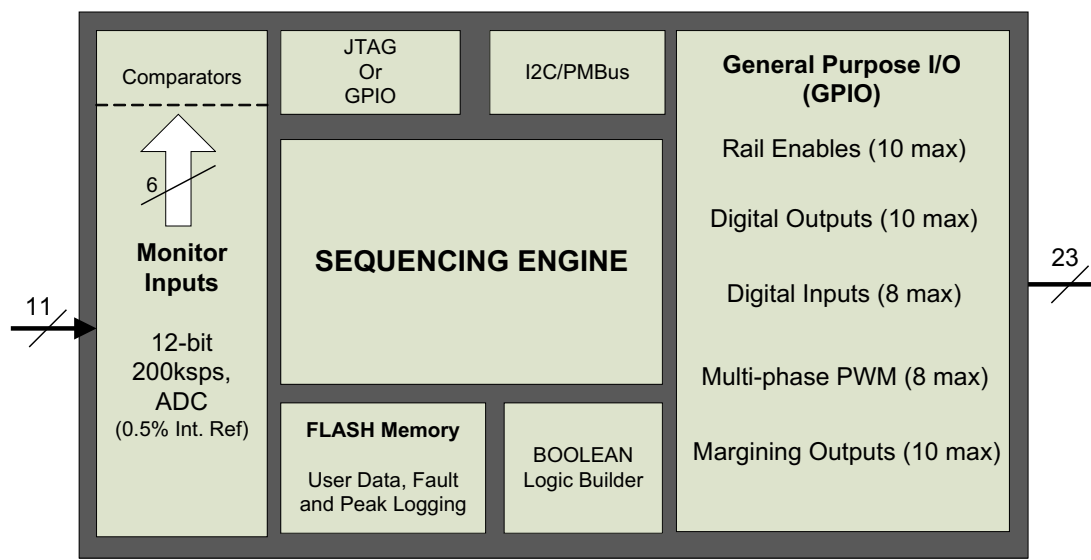 11
Comparators
6
Monitor
Inputs
12-bit
200ksps,
ADC
(0.5% Int. Ref)
JTAG
Or
GPIO
I2C/PMBus
SEQUENCING ENGINE
FLASH Memory
User Data, Fault
and Peak Logging
BOOLEAN
Logic Builder
General Purpose I/O
(GPIO)
Rail Enables (10 max)
Digital Outputs (10 max)
Digital Inputs (8 max)
Multi-phase PWM (8 max)
Margining Outputs (10 max)
23